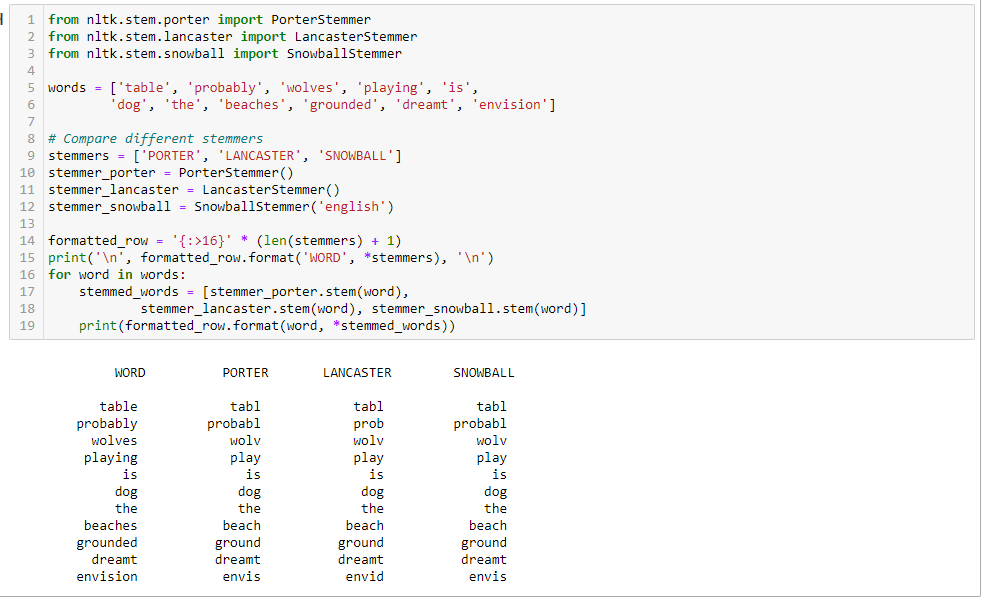 1 from nltk.stem.porter import PorterStemmer
2 from nltk.stem.lancaster import LancasterStemmer
3 from nltk.stem.snowball import SnowballStemmer
4
5 words = ['table', 'probably', 'wolves', 'playing', 'is',
6         'dog', 'the', 'beaches', 'grounded', 'dreamt', 'envision']
7
8 # Compare different stemmers
9 stemmers = ['PORTER', 'LANCASTER', 'SNOWBALL']
10 stemmer_porter = PorterStemmer()
11 stemmer_lancaster = LancasterStemmer()
12 stemmer_snowball = SnowballStemmer('english')
13
14 formatted_row = '{:>16}' * (len(stemmers) + 1)
15 print('\n', formatted_row.format('WORD', *stemmers), '\n')
16 for word in words:
17     stemmed_words = [stemmer_porter.stem(word),
18             stemmer_lancaster.stem(word), stemmer_snowball.stem(word)]
19     print(formatted_row.format(word, *stemmed_words))
WORD PORTER LANCASTER SNOWBALL
table tabl tabl tabl
probably probabl prob probabl
wolves wolv wolv wolv
playing play play play
is is is is
dog dog dog dog
the the the the
beaches beach beach beach
grounded ground ground ground
dreamt dreamt dreamt dreamt
envision envis envid envis